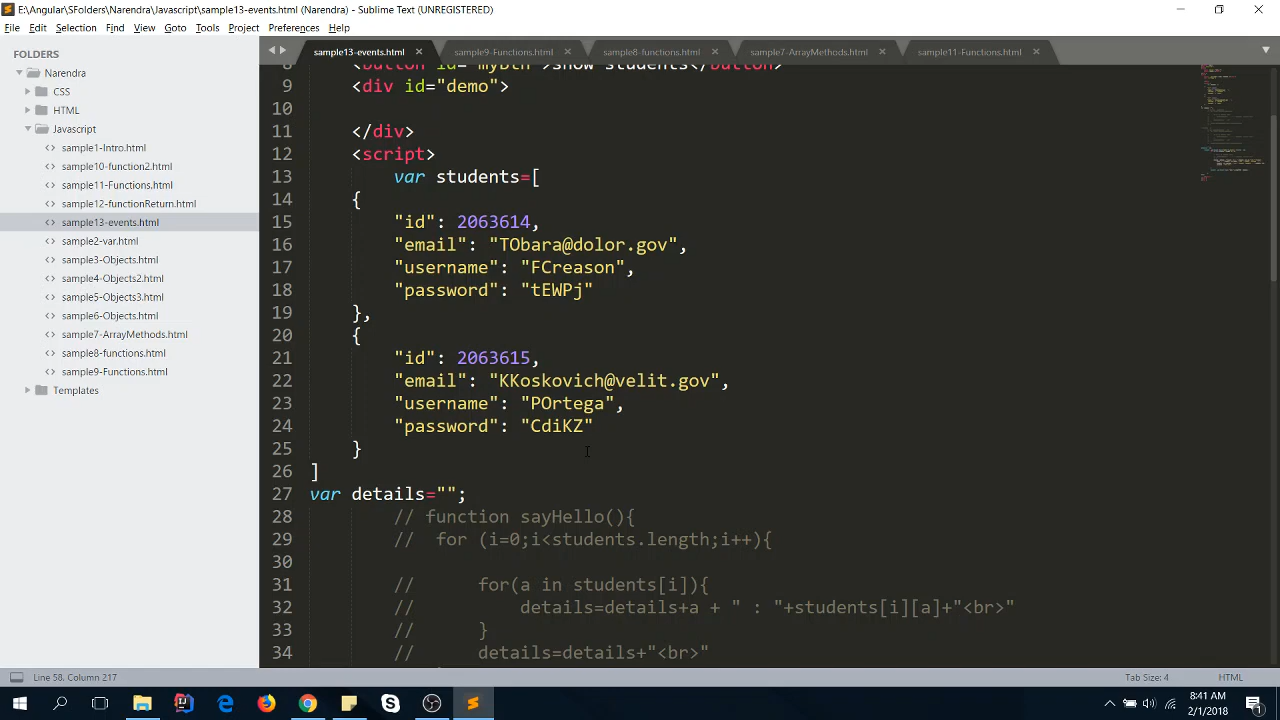 E:\Angular\SFolders\Narendra\Javascript\sample13-events.html (Narendra) - Sublime Text (UNREGISTERED)
File Edit Selection Find View Goto Tools Project Preferences Help
FOLDERS
Narendra
CSS
HTML
Javascript
sample1-Intro.html
sample10-function2.html
sample11-Functions.html
sample12-functionReturn.html
sample13-events.html
sample2-var.html
sample3-Objects.html
sample4-Objects2.html
sample5-Objects3.html
sample6-Objects.html
sample7-ArrayMethods.html
sample8-functions.html
sample9-Functions.html
Templates
sample13-events.html × sample9-Functions.html × sample8-functions.html × sample7-ArrayMethods.html × sample11-Functions.html ×
8 <button id="myBtn">show students</button>
9 <div id="demo">
10
11 </div>
12 <script>
13 var students=[
14 {
15 "id": 2063614,
16 "email": "TObara@dolor.gov",
17 "username": "FCreason",
18 "password": "tEWPj"
19 },
20 {
21 "id": 2063615,
22 "email": "KKoskovich@velit.gov",
23 "username": "POrtega",
24 "password": "CdiKZ"
25 }
26 ]
27 var details="";
28 // function sayHello(){
29 // for (i=0;i<students.length;i++){
30
31 // for(a in students[i]){
32 // details=details+a + " : "+students[i][a]+"<br>"
33 // }
34 // details=details+"<br>"
Line 58, Column 217 Tab Size: 4 HTML
8:41 AM
2/1/2018
1